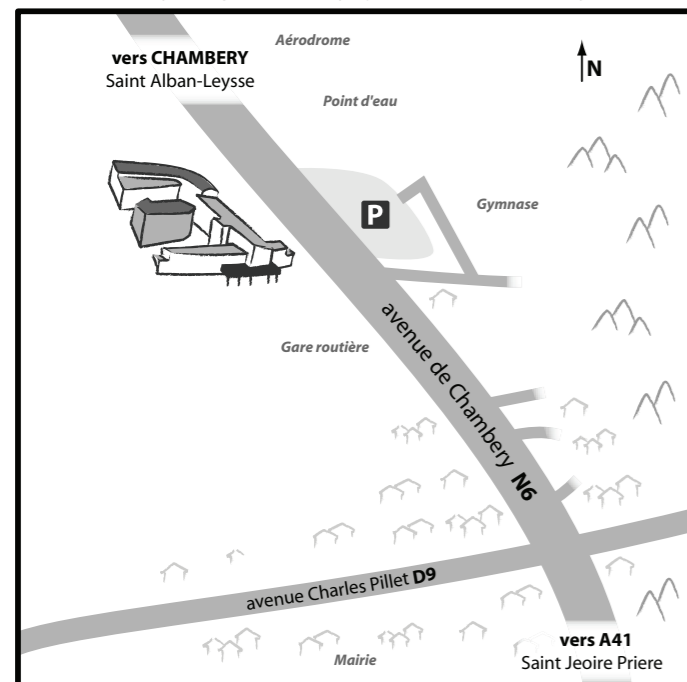 Aérodrome
vers CHAMBERY
Saint Alban-Leysse
N
Point d'eau
P
Gymnase
Gare routière
avenue de Chambery N6
avenue Charles Pillet D9
vers A41
Saint Jeoire Priere
Mairie